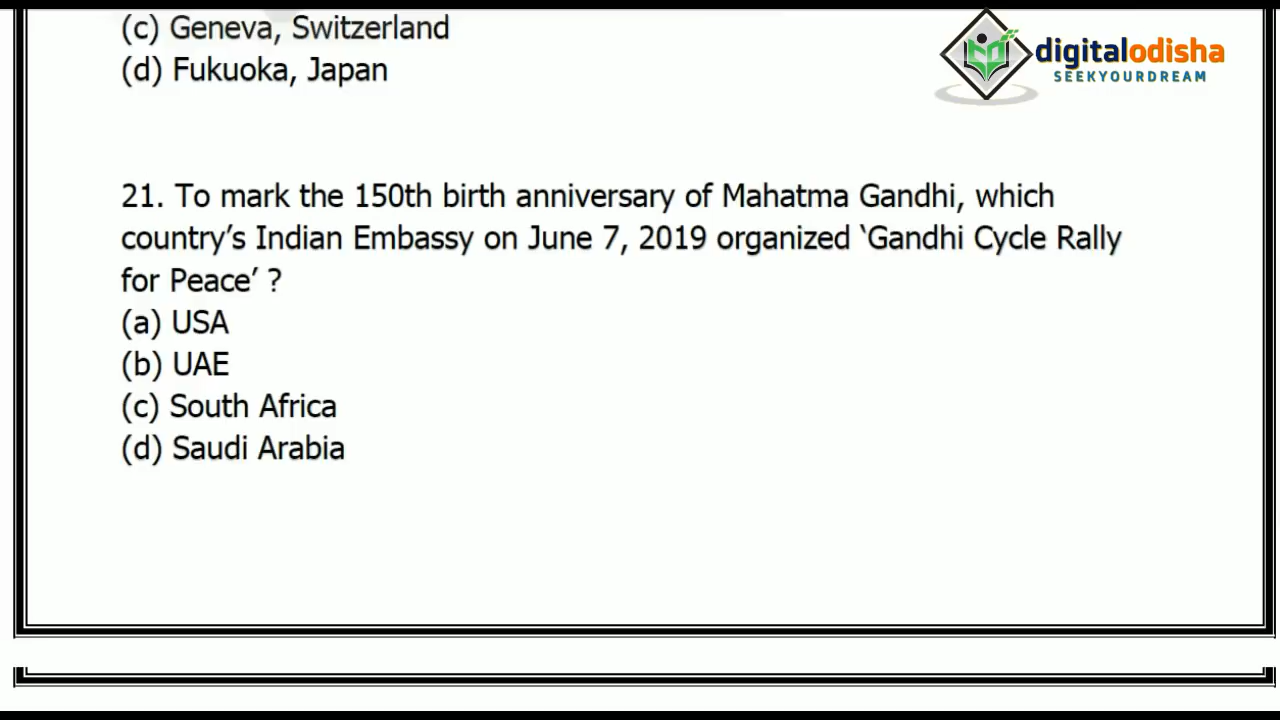 (c) Geneva, Switzerland
(d) Fukuoka, Japan
digitalodisha
SEEKYOURDREAM
21. To mark the 150th birth anniversary of Mahatma Gandhi, which
country’s Indian Embassy on June 7, 2019 organized ‘Gandhi Cycle Rally
for Peace’ ?
(a) USA
(b) UAE
(c) South Africa
(d) Saudi Arabia